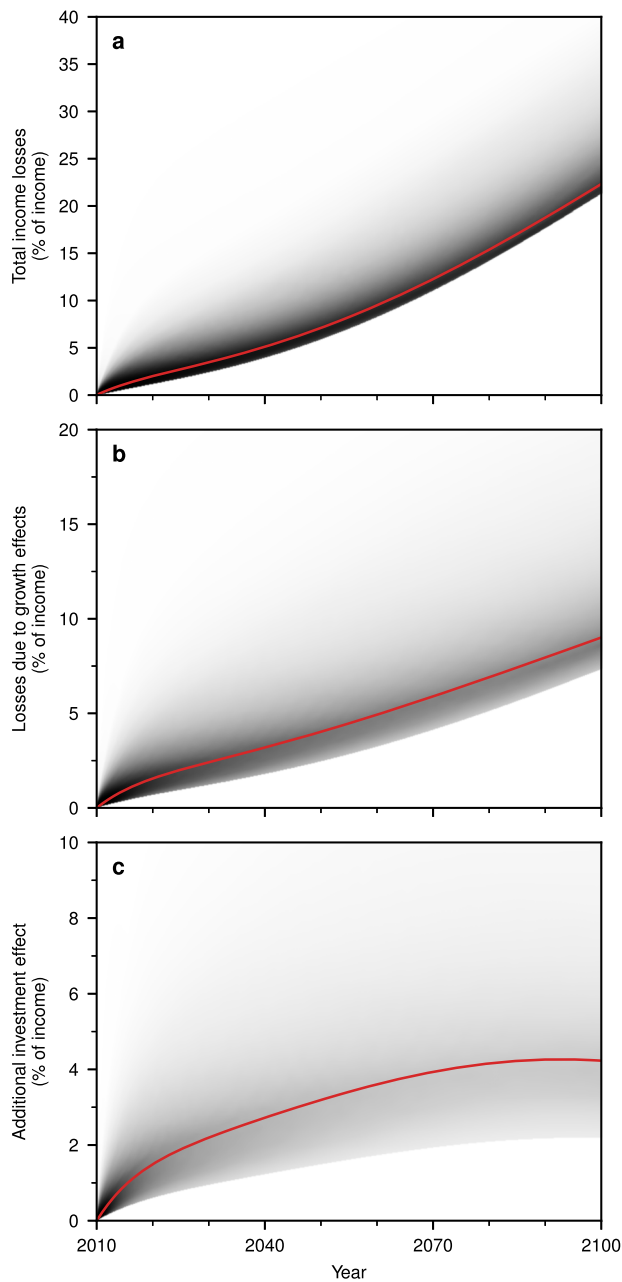 a
Total income losses
(% of income)
40
35
30
25
20
15
10
5
0
b
Losses due to growth effects
(% of income)
20
15
10
5
0
c
Additional investment effect
(% of income)
10
8
6
4
2
0
2010 2040 2070 2100
Year